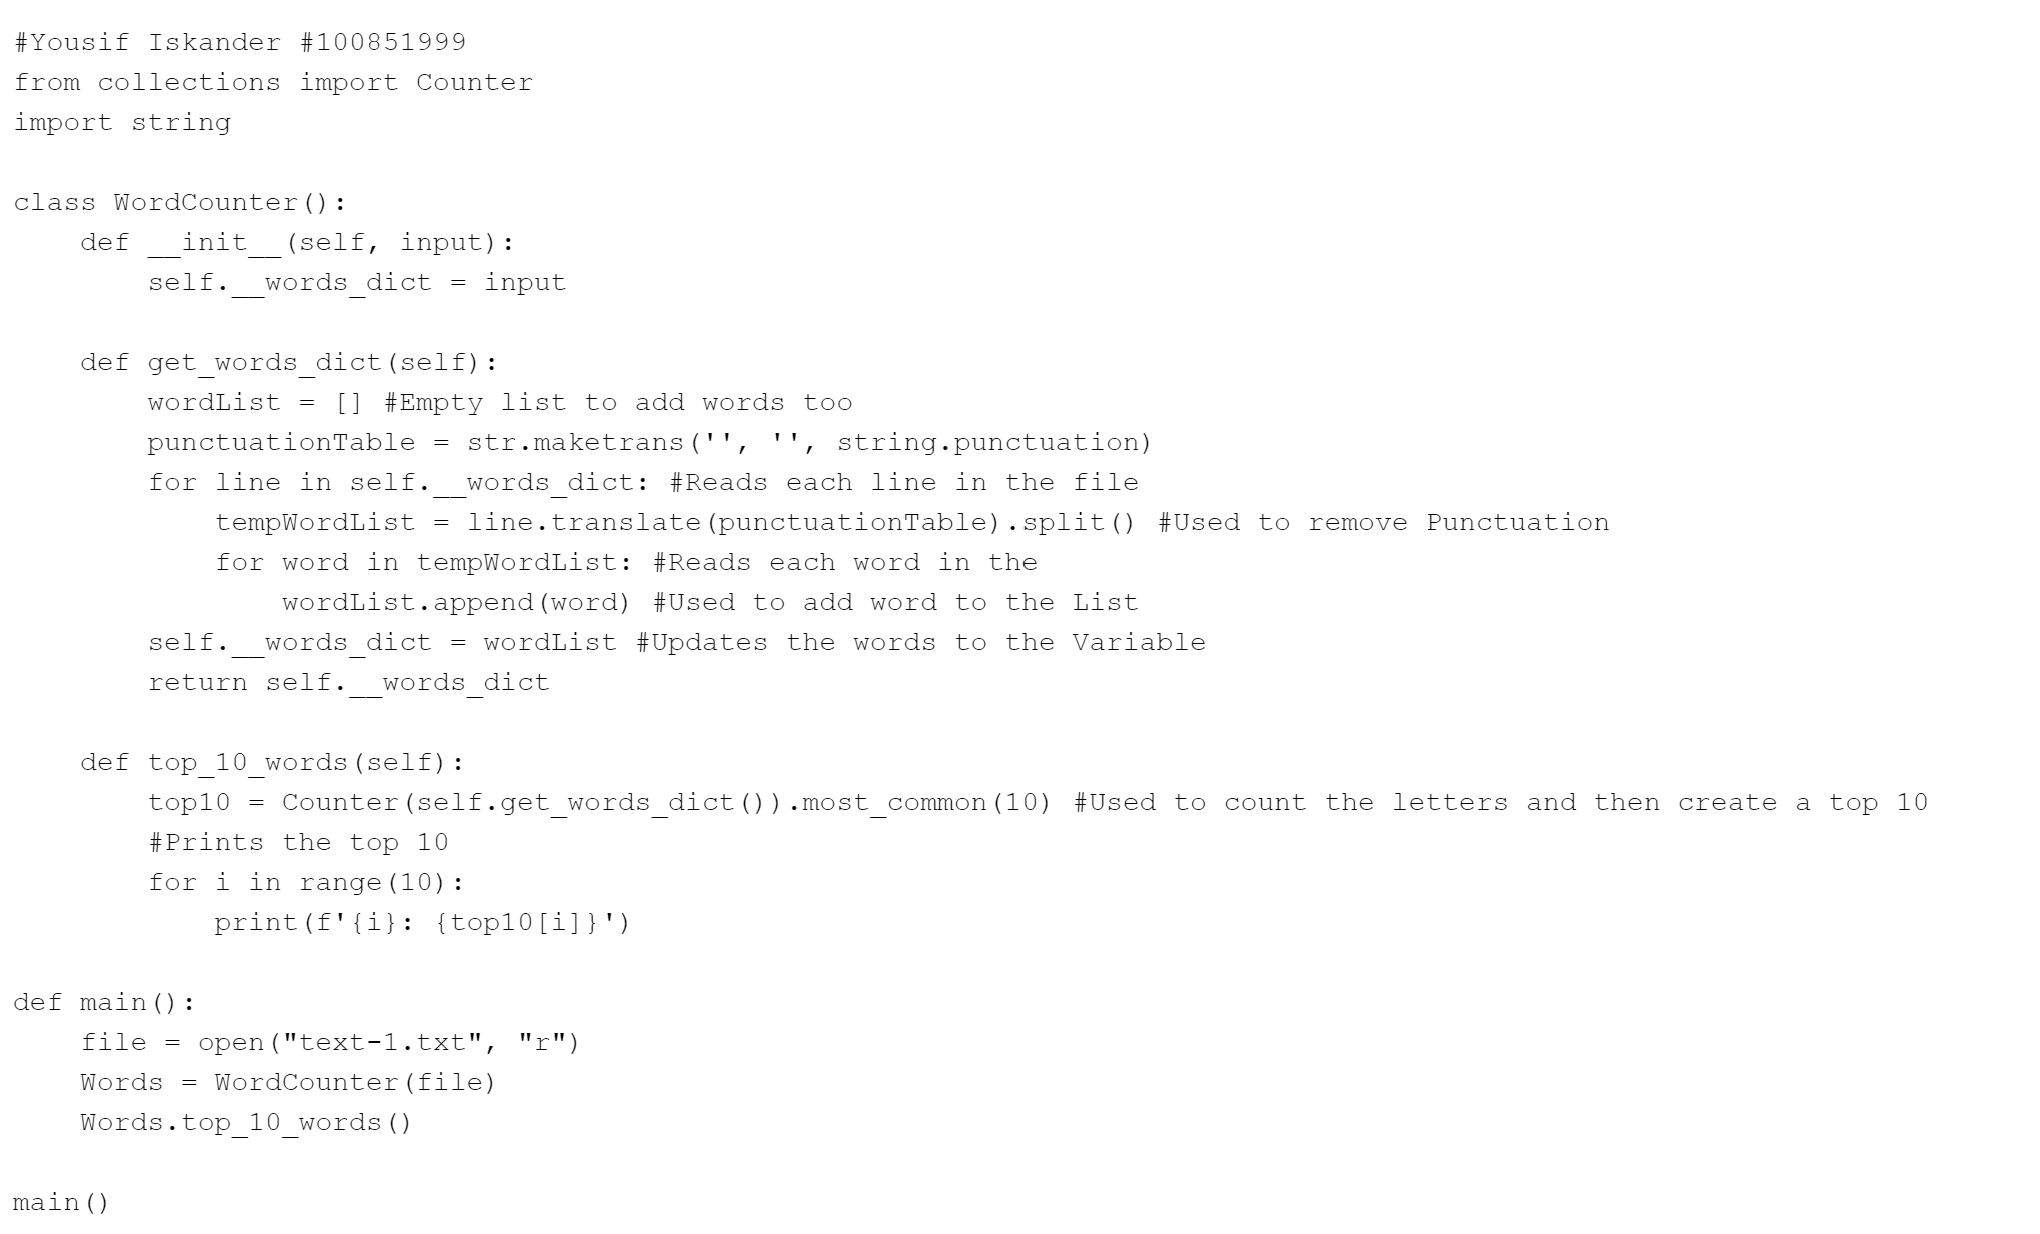 #Yousif Iskander #100851999
from collections import Counter
import string

class WordCounter():
    def __init__(self, input):
        self.__words_dict = input

    def get_words_dict(self):
        wordList = [] #Empty list to add words too
        punctuationTable = str.maketrans('', '', string.punctuation)
        for line in self.__words_dict: #Reads each line in the file
            tempWordList = line.translate(punctuationTable).split() #Used to remove Punctuation
            for word in tempWordList: #Reads each word in the
                wordList.append(word) #Used to add word to the List
        self.__words_dict = wordList #Updates the words to the Variable
        return self.__words_dict

    def top_10_words(self):
        top10 = Counter(self.get_words_dict()).most_common(10) #Used to count the letters and then create a top 10
        #Prints the top 10
        for i in range(10):
            print(f'{i}: {top10[i]}')

def main():
    file = open("text-1.txt", "r")
    Words = WordCounter(file)
    Words.top_10_words()

main()